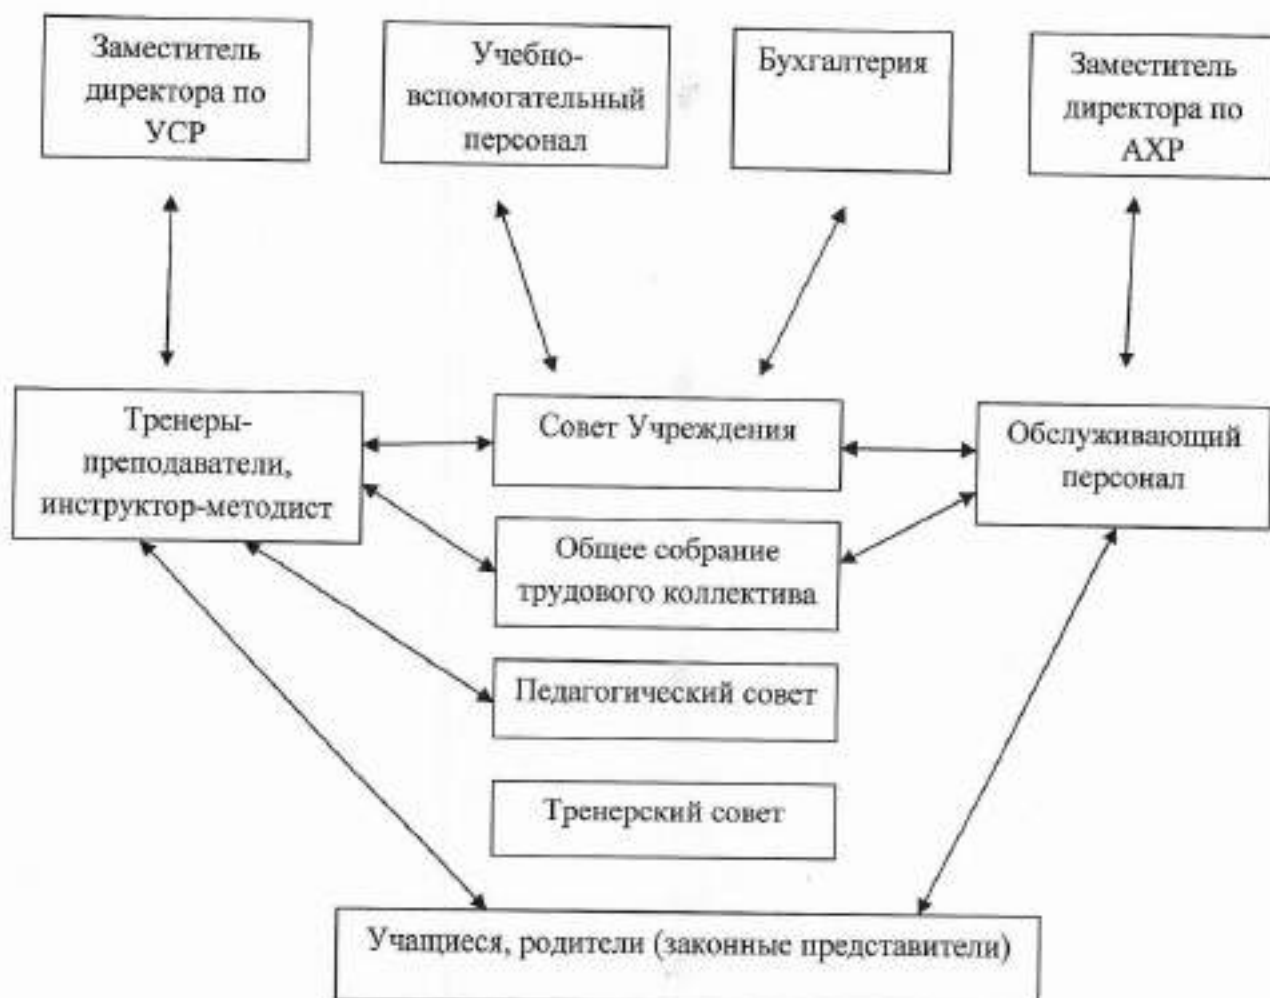 Заместитель
директора по
УСР
Учебно-
вспомогательный
персонал
Бухгалтерия
Заместитель
директора по
АХР
Тренеры-
преподаватели,
инструктор-методист
Совет Учреждения
Обслуживающий
персонал
Общее собрание
трудового коллектива
Педагогический совет
Тренерский совет
Учащиеся, родители (законные представители)